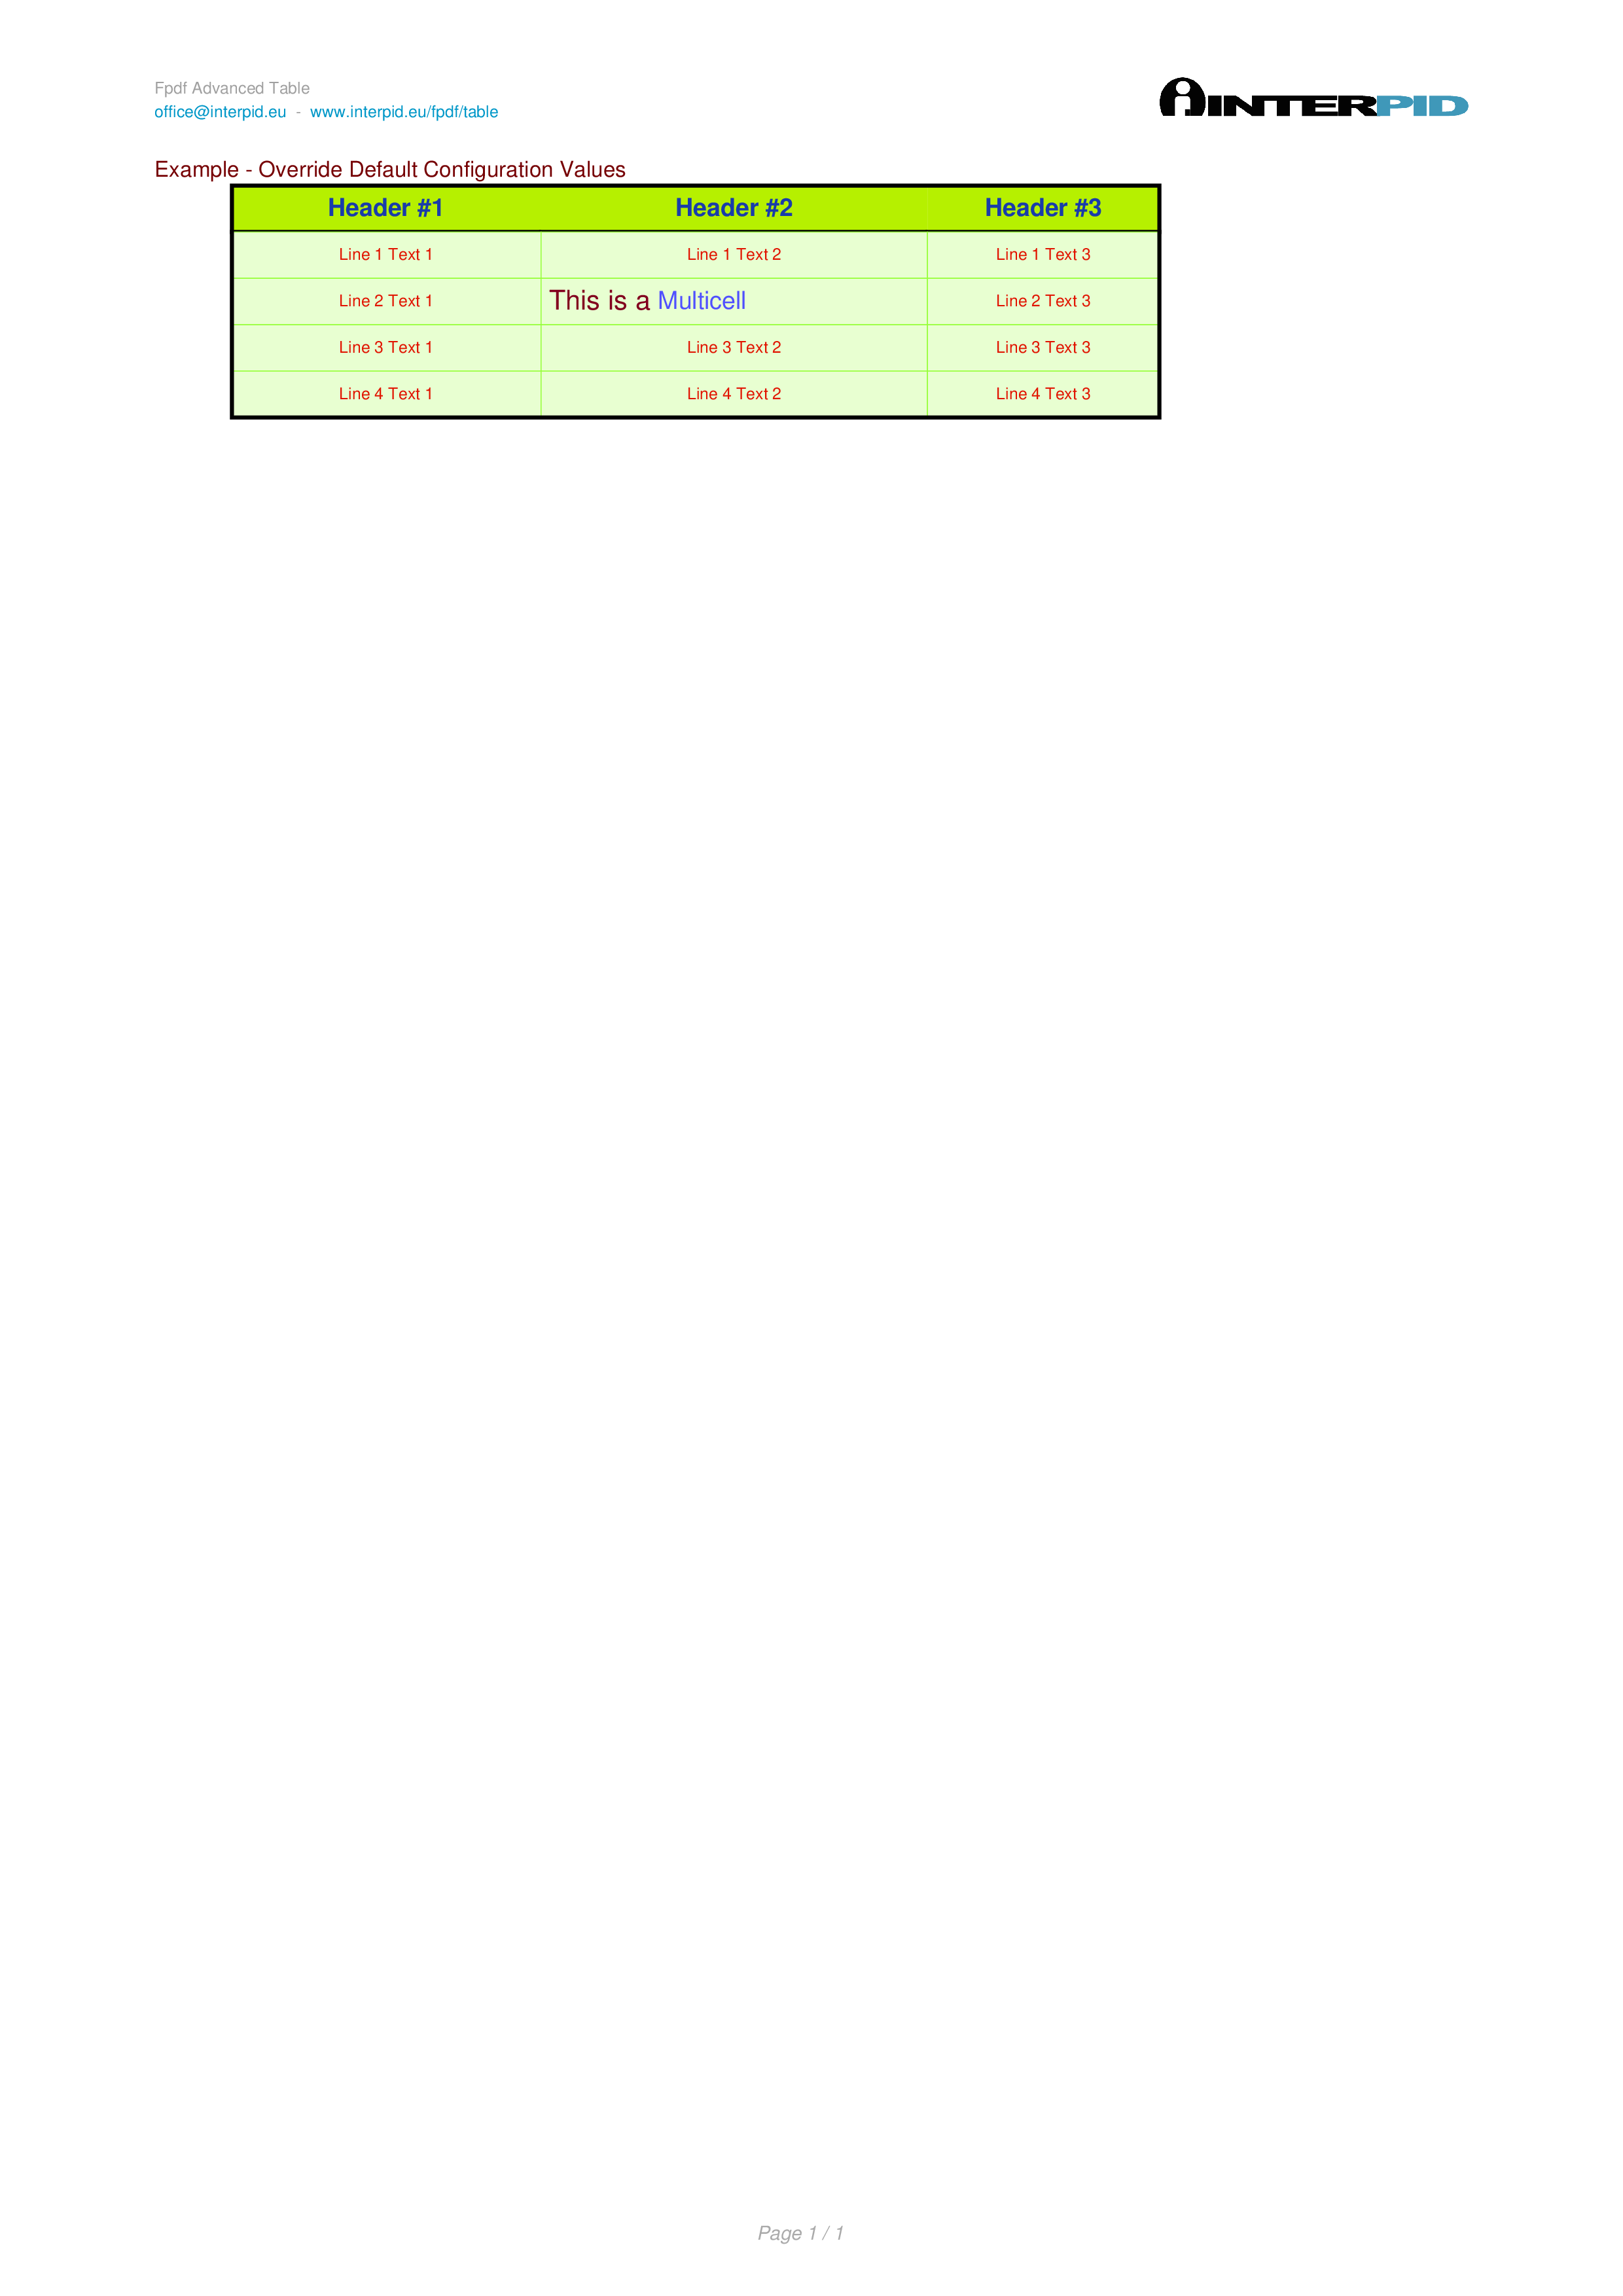 Fpdf Advanced Table
office@interpid.eu - www.interpid.eu/fpdf/table
INTERPID
Example - Override Default Configuration Values
Header #1 Header #2 Header #3
Line 1 Text 1 Line 1 Text 2 Line 1 Text 3
Line 2 Text 1 This is a Multicell Line 2 Text 3
Line 3 Text 1 Line 3 Text 2 Line 3 Text 3
Line 4 Text 1 Line 4 Text 2 Line 4 Text 3
Page 1 / 1